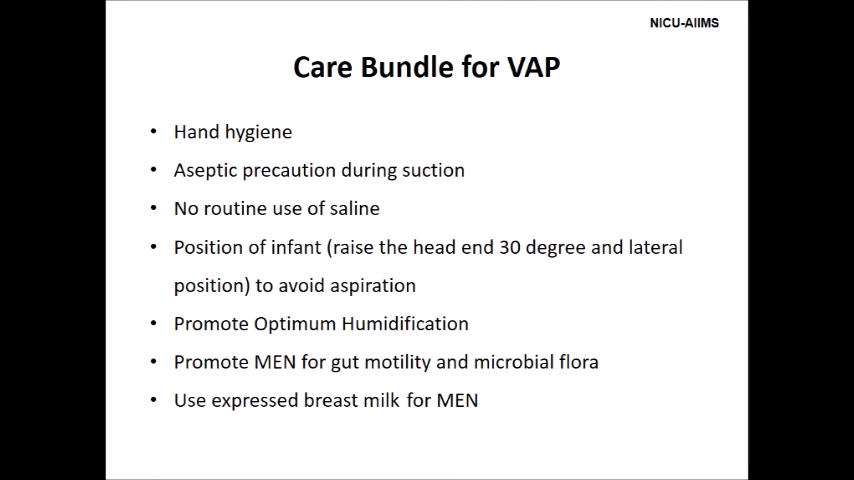 NICU-AIIMS
Care Bundle for VAP
• Hand hygiene
• Aseptic precaution during suction
• No routine use of saline
• Position of infant (raise the head end 30 degree and lateral
position) to avoid aspiration
• Promote Optimum Humidification
• Promote MEN for gut motility and microbial flora
• Use expressed breast milk for MEN